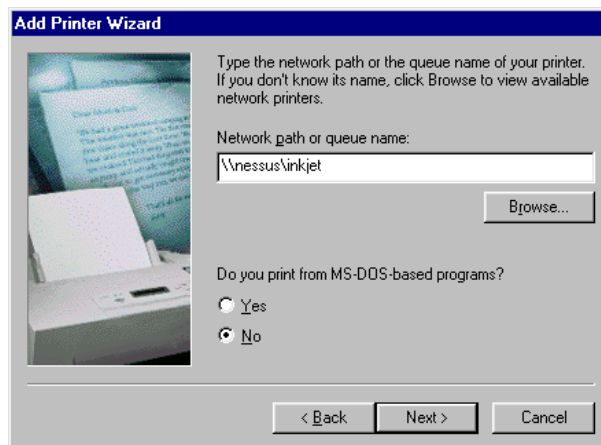 Add Printer Wizard
Type the network path or the queue name of your printer.
If you don't know its name, click Browse to view available
network printers.
Network path or queue name:
\\nessus\inkjet
Browse...
Do you print from MS-DOS-based programs?
Yes
No
< Back
Next >
Cancel